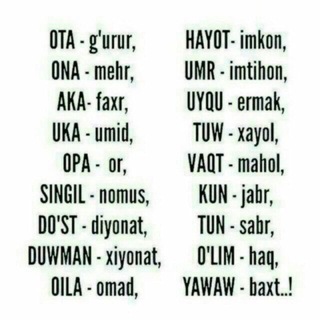 OTA - g'urur,
ONA - mehr,
AKA- faxr,
UKA - umid,
OPA - or,
SINGIL - nomus,
DO'ST - diyonat,
DUWMAN - xiyonat,
OILA - omad,
HAYOT- imkon,
UMR - imtihon,
UYQU - ermak,
TUW - xayol,
VAQT - mahol,
KUN - jabr,
TUN - sabr,
O'LIM - haq,
YAWAW - baxt..!